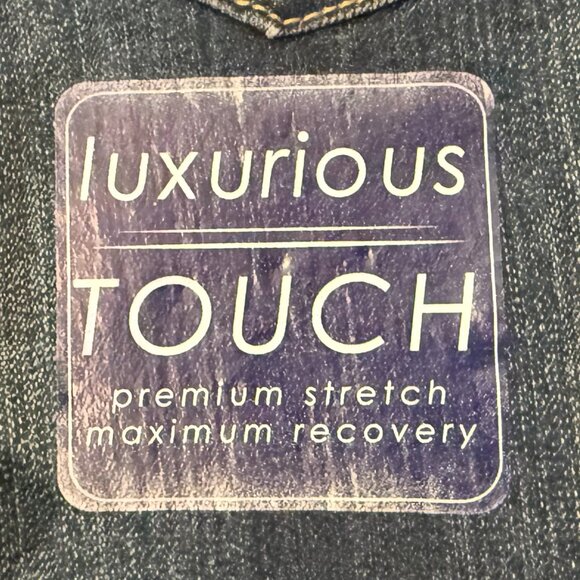 luxurious
TOUCH
premium stretch
maximum recovery